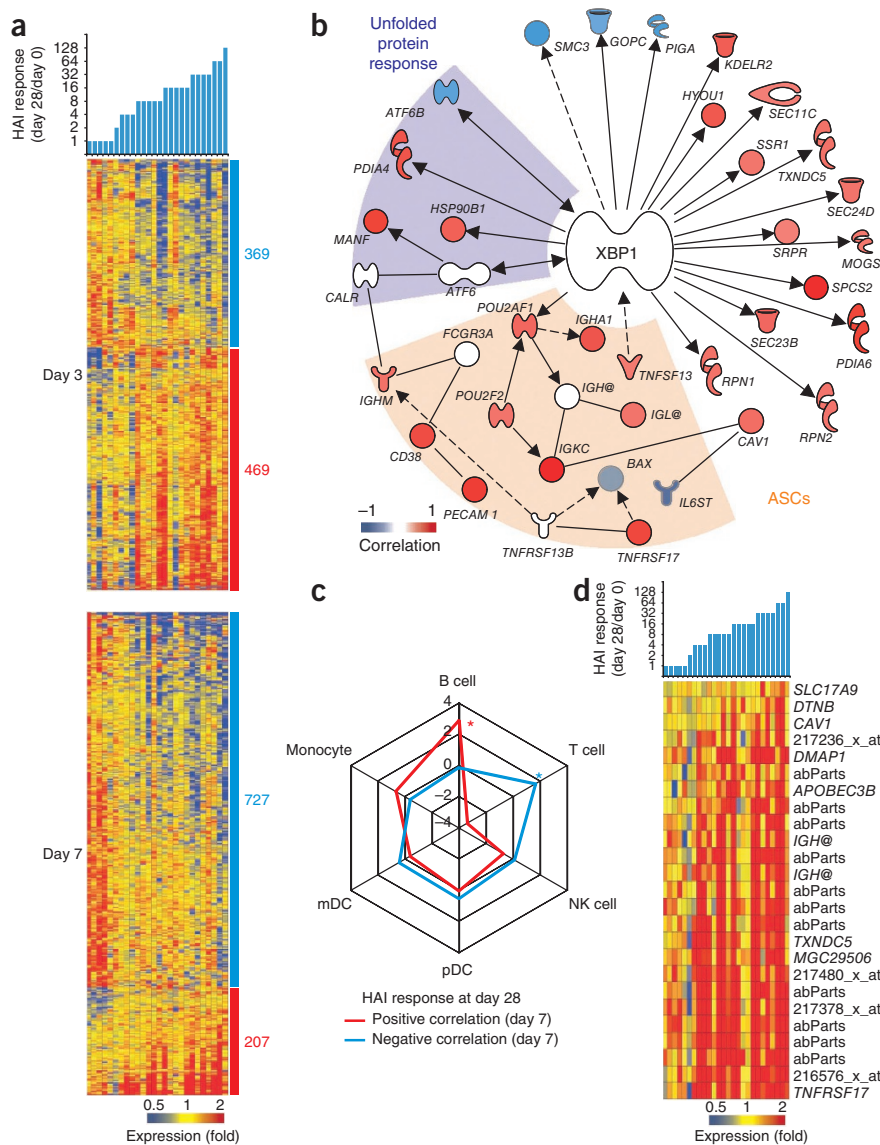 a
HAI response
(day 28/day 0)
128
64
32
16
8
4
2
1
Day 3
369
469
Day 7
727
207
0.5 1 2
Expression (fold)
b
Unfolded
protein
response
SMC3
GOPC
PIGA
KDELR2
ATF6B
HYOU1
SEC11C
PDIA4
SSR1
TXNDC5
HSP90B1
SEC24D
MANF
XBP1
SRPR
MOGS
CALR
ATF6
SPCS2
POU2AF1
IGHA1
FCGR3A
SEC23B
PDIA6
TNFSF13
RPN1
IGHM
POU2F2
IGH@
IGL@
RPN2
CD38
IGKC
CAV1
BAX
IL6ST
ASCs
PECAM 1
TNFRSF13B
TNFRSF17
−1 1
Correlation
c
B cell
T cell
NK cell
pDC
mDC
Monocyte
4
2
0
−2
−4
*
*
HAI response at day 28
Positive correlation (day 7)
Negative correlation (day 7)
d
HAI response
(day 28/day 0)
128
64
32
16
8
4
2
1
SLC17A9
DTNB
CAV1
217236_x_at
DMAP1
abParts
APOBEC3B
abParts
abParts
IGH@
abParts
IGH@
abParts
abParts
abParts
TXNDC5
MGC29506
217480_x_at
abParts
217378_x_at
abParts
abParts
abParts
216576_x_at
TNFRSF17
0.5 1 2
Expression (fold)